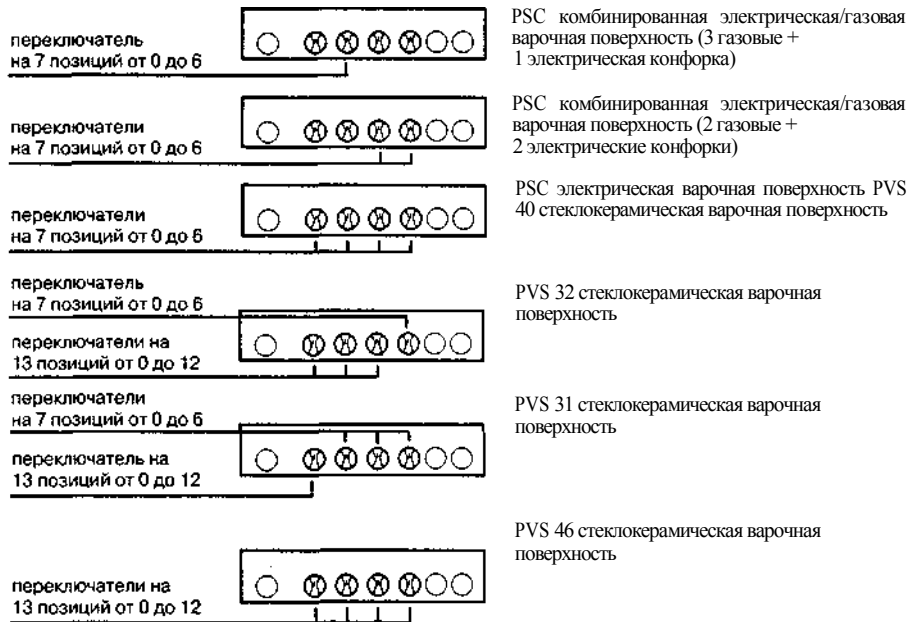 переключатель
на 7 позиций от 0 до 6
PSC комбинированная электрическая/газовая
варочная поверхность (3 газовые +
1 электрическая конфорка)
переключатели
на 7 позиций от 0 до 6
PSC комбинированная электрическая/газовая
варочная поверхность (2 газовые +
2 электрические конфорки)
переключатели
на 7 позиций от 0 до 6
PSC электрическая варочная поверхность PVS
40 стеклокерамическая варочная поверхность
переключатель
на 7 позиций от 0 до 6
переключатели на
13 позиций от 0 до 12
PVS 32 стеклокерамическая варочная
поверхность
переключатели
на 7 позиций от 0 до 6
переключатель на
13 позиций от 0 до 12
PVS 31 стеклокерамическая варочная
поверхность
переключатели на
13 позиций от 0 до 12
PVS 46 стеклокерамическая варочная
поверхность